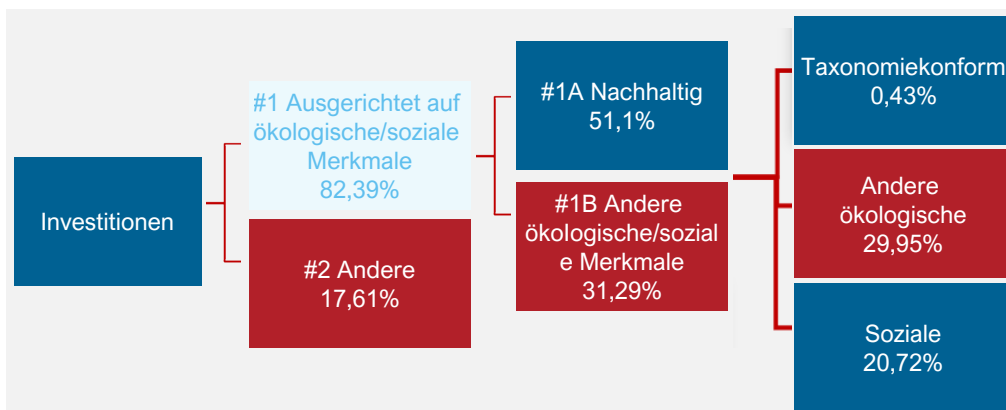 Investitionen
#1 Ausgerichtet auf
ökologische/soziale
Merkmale
82,39%
#2 Andere
17,61%
#1A Nachhaltig
51,1%
#1B Andere
ökologische/sozial
e Merkmale
31,29%
Taxonomiekonform
0,43%
Andere
ökologische
29,95%
Soziale
20,72%